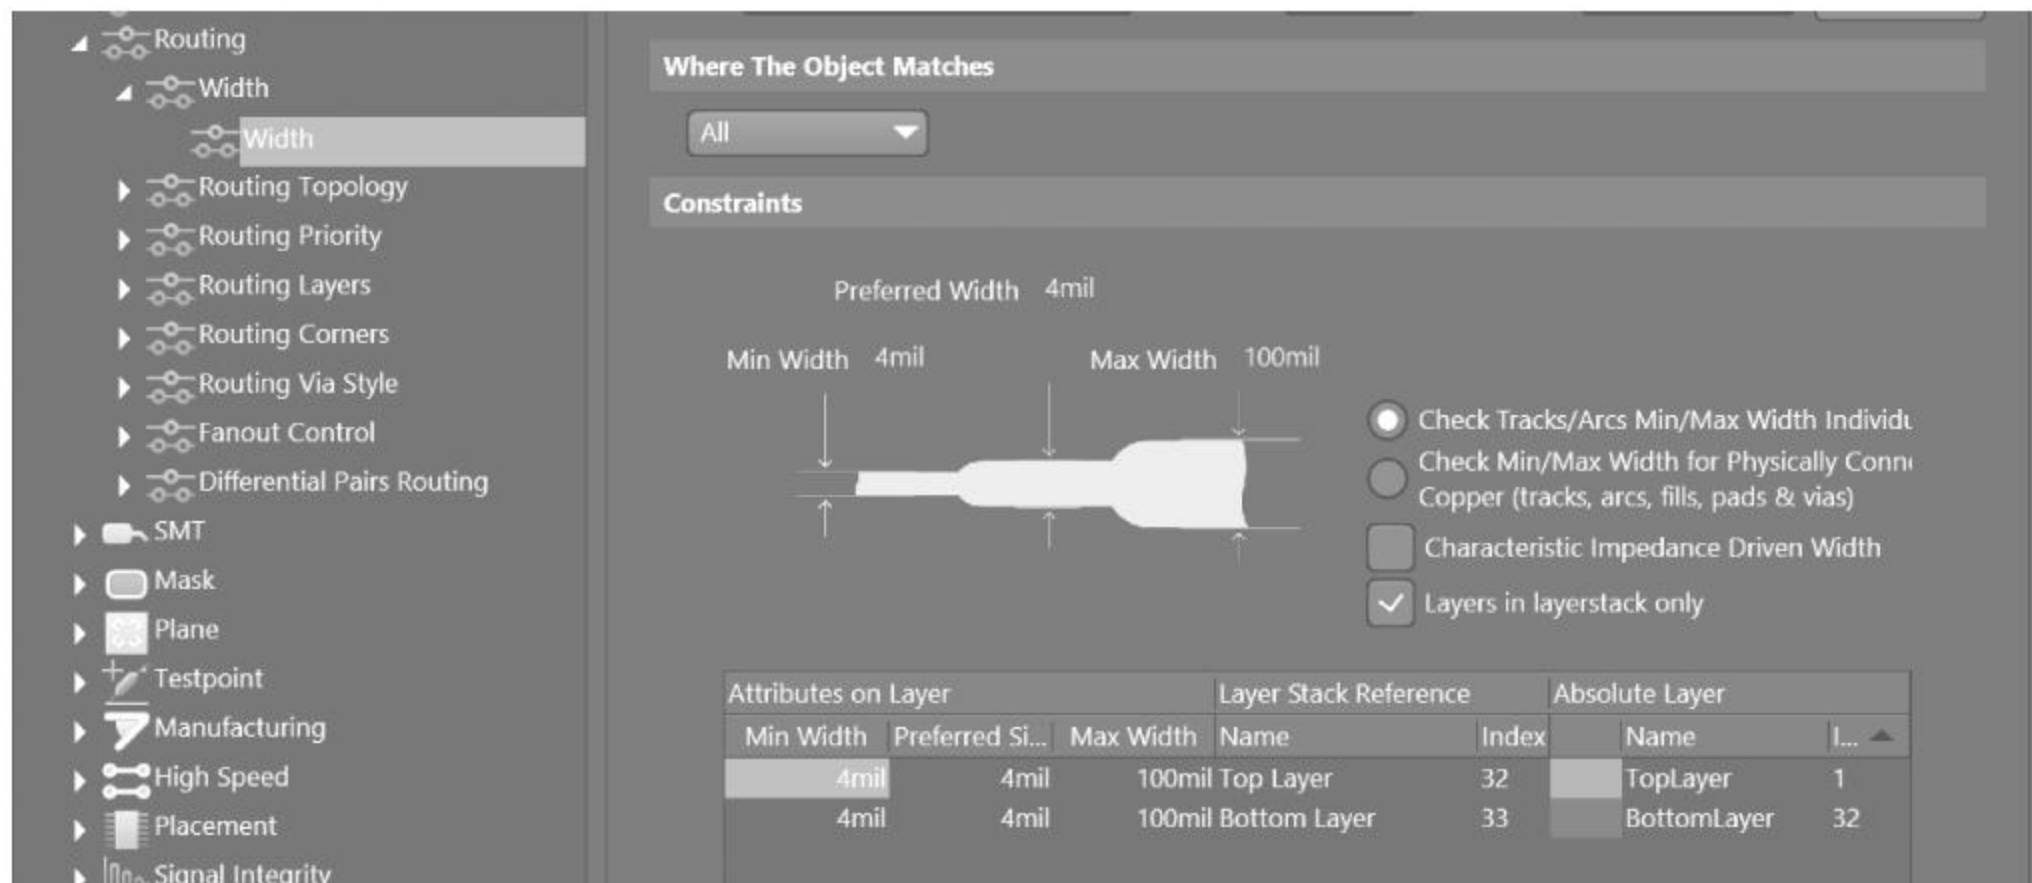 Routing
Width
Width
Routing Topology
Routing Priority
Routing Layers
Routing Corners
Routing Via Style
Fanout Control
Differential Pairs Routing
SMT
Mask
Plane
Testpoint
Manufacturing
High Speed
Placement
Signal Integrity
Where The Object Matches
All
Constraints
Preferred Width 4mil
Min Width 4mil Max Width 100mil
Check Tracks/Arcs Min/Max Width Individu
Check Min/Max Width for Physically Conn
Copper (tracks, arcs, fills, pads & vias)
Characteristic Impedance Driven Width
Layers in layerstack only
Attributes on Layer Layer Stack Reference Absolute Layer
Min Width Preferred Si... Max Width Name Index Name I...
4mil 4mil 100mil Top Layer 32 TopLayer 1
4mil 4mil 100mil Bottom Layer 33 BottomLayer 32